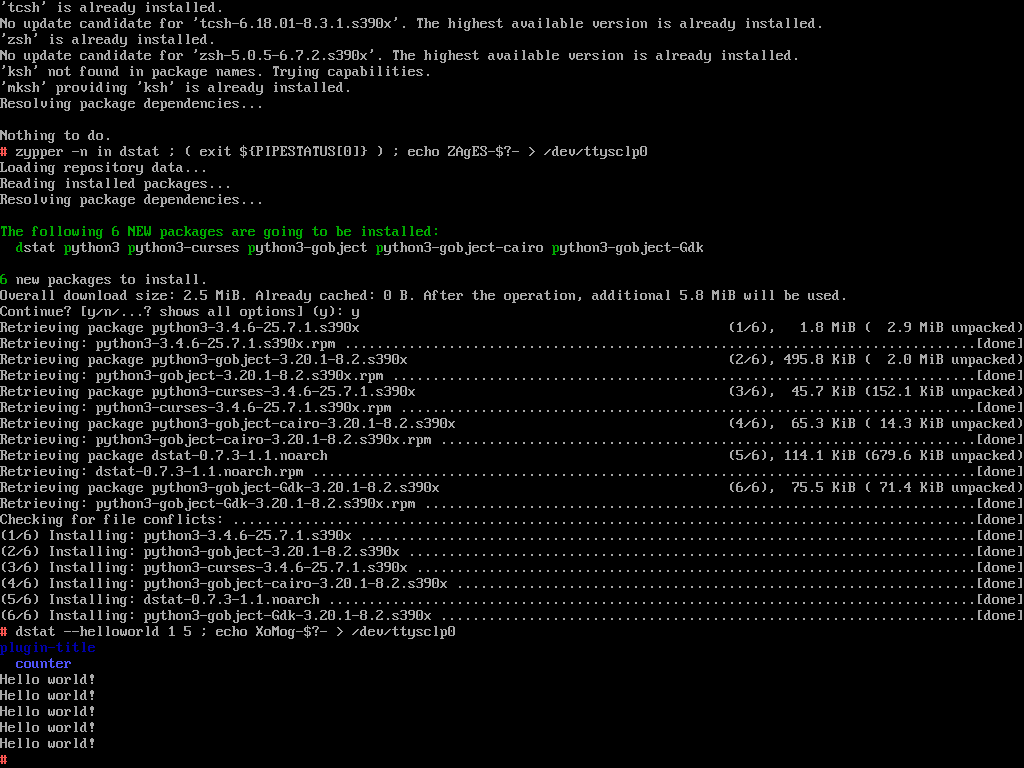 'tcsh' is already installed.
No update candidate for 'tcsh-6.18.01-8.3.1.s390x'. The highest available version is already installed.
'zsh' is already installed.
No update candidate for 'zsh-5.0.5-6.7.2.s390x'. The highest available version is already installed.
'ksh' not found in package names. Trying capabilities.
'mksh' providing 'ksh' is already installed.
Resolving package dependencies...
Nothing to do.
# zypper -n in dstat ; ( exit ${PIPESTATUS[0]} ) ; echo ZAgES-$?- > /dev/ttysclp0
Loading repository data...
Reading installed packages...
Resolving package dependencies...
The following 6 NEW packages are going to be installed:
  dstat python3 python3-curses python3-gobject python3-gobject-cairo python3-gobject-Gdk
6 new packages to install.
Overall download size: 2.5 MiB. Already cached: 0 B. After the operation, additional 5.8 MiB will be used.
Continue? [y/n/...? shows all options] (y): y
Retrieving package python3-3.4.6-25.7.1.s390x (1/6),   1.8 MiB (  2.9 MiB unpacked)
Retrieving: python3-3.4.6-25.7.1.s390x.rpm ...............................................................................[done]
Retrieving package python3-gobject-3.20.1-8.2.s390x (2/6), 495.8 KiB (  2.0 MiB unpacked)
Retrieving: python3-gobject-3.20.1-8.2.s390x.rpm .........................................................................[done]
Retrieving package python3-curses-3.4.6-25.7.1.s390x (3/6),  45.7 KiB (152.1 KiB unpacked)
Retrieving: python3-curses-3.4.6-25.7.1.s390x.rpm ........................................................................[done]
Retrieving package python3-gobject-cairo-3.20.1-8.2.s390x (4/6),  65.3 KiB ( 14.3 KiB unpacked)
Retrieving: python3-gobject-cairo-3.20.1-8.2.s390x.rpm ...................................................................[done]
Retrieving package dstat-0.7.3-1.1.noarch (5/6), 114.1 KiB (679.6 KiB unpacked)
Retrieving: dstat-0.7.3-1.1.noarch.rpm ...................................................................................[done]
Retrieving package python3-gobject-Gdk-3.20.1-8.2.s390x (6/6),  75.5 KiB ( 71.4 KiB unpacked)
Retrieving: python3-gobject-Gdk-3.20.1-8.2.s390x.rpm .....................................................................[done]
Checking for file conflicts: .............................................................................................[done]
(1/6) Installing: python3-3.4.6-25.7.1.s390x .............................................................................[done]
(2/6) Installing: python3-gobject-3.20.1-8.2.s390x .......................................................................[done]
(3/6) Installing: python3-curses-3.4.6-25.7.1.s390x ......................................................................[done]
(4/6) Installing: python3-gobject-cairo-3.20.1-8.2.s390x .................................................................[done]
(5/6) Installing: dstat-0.7.3-1.1.noarch .................................................................................[done]
(6/6) Installing: python3-gobject-Gdk-3.20.1-8.2.s390x ...................................................................[done]
# dstat --helloworld 1 5 ; echo XoMog-$?- > /dev/ttysclp0
plugin-title
  counter
Hello world!
Hello world!
Hello world!
Hello world!
Hello world!
#